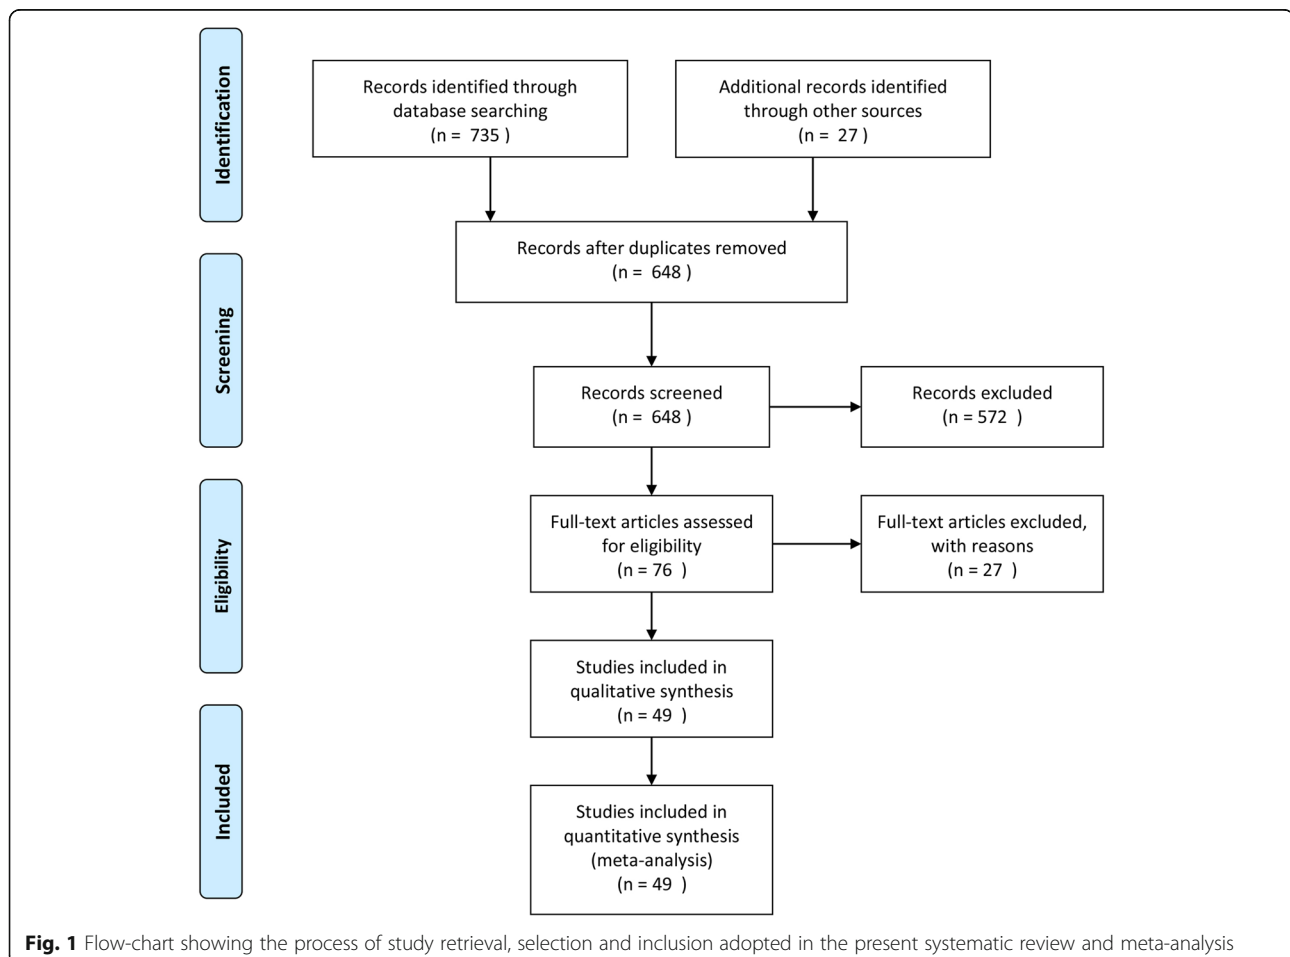 Identification
Records identified through
database searching
(n = 735 )
Additional records identified
through other sources
(n = 27 )
Records after duplicates removed
(n = 648 )
Screening
Records screened
(n = 648 )
Records excluded
(n = 572 )
Eligibility
Full-text articles assessed
for eligibility
(n = 76 )
Full-text articles excluded,
with reasons
(n = 27 )
Studies included in
qualitative synthesis
(n = 49 )
Included
Studies included in
quantitative synthesis
(meta-analysis)
(n = 49 )
Fig. 1 Flow-chart showing the process of study retrieval, selection and inclusion adopted in the present systematic review and meta-analysis